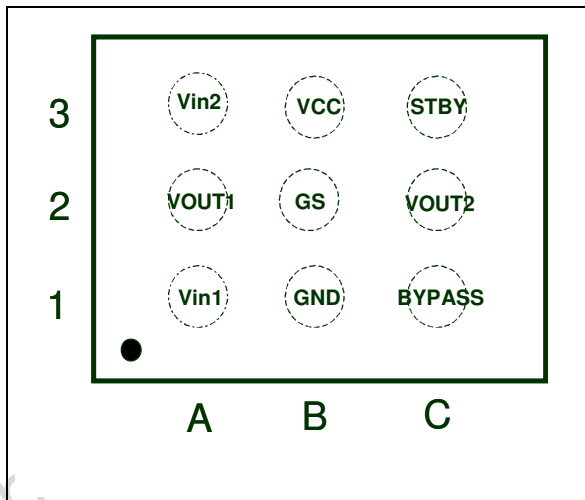 3 Vin2 VCC STBY
2 VOUT1 GS VOUT2
1 Vin1 GND BYPASS
A B C